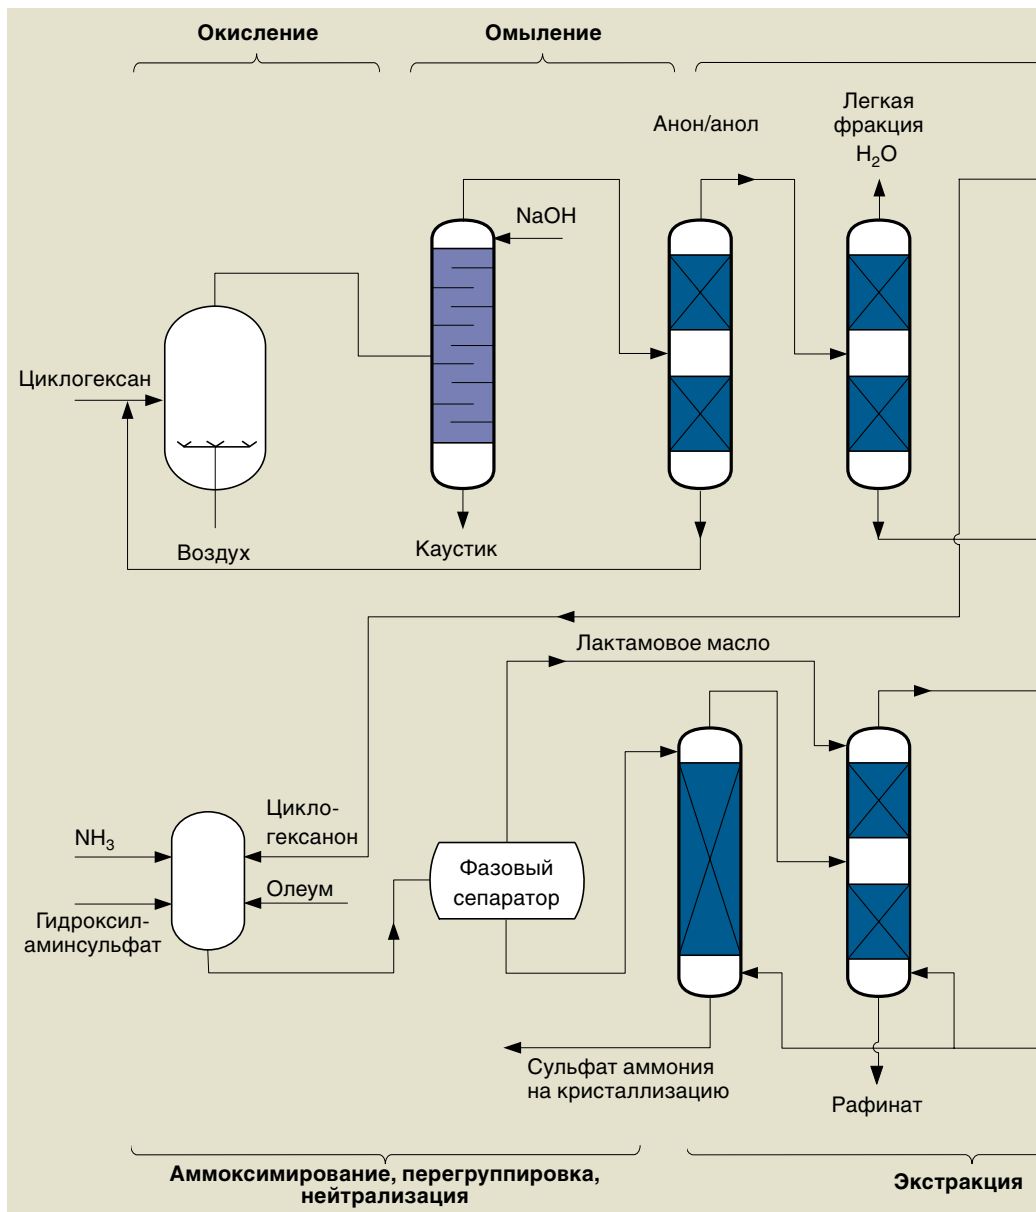 Окисление
Омыление
Анон/анол
Легкая
фракция
H₂O
NaOH
Циклогексан
Воздух
Каустик
Лактамовое масло
Цикло-
гексанон
NH₃
Олеум
Гидроксил-
аминсульфат
Фазовый
сепаратор
Сульфат аммония
на кристаллизацию
Рафинат
Аммоксимирование, перегруппировка,
нейтрализация
Экстракция